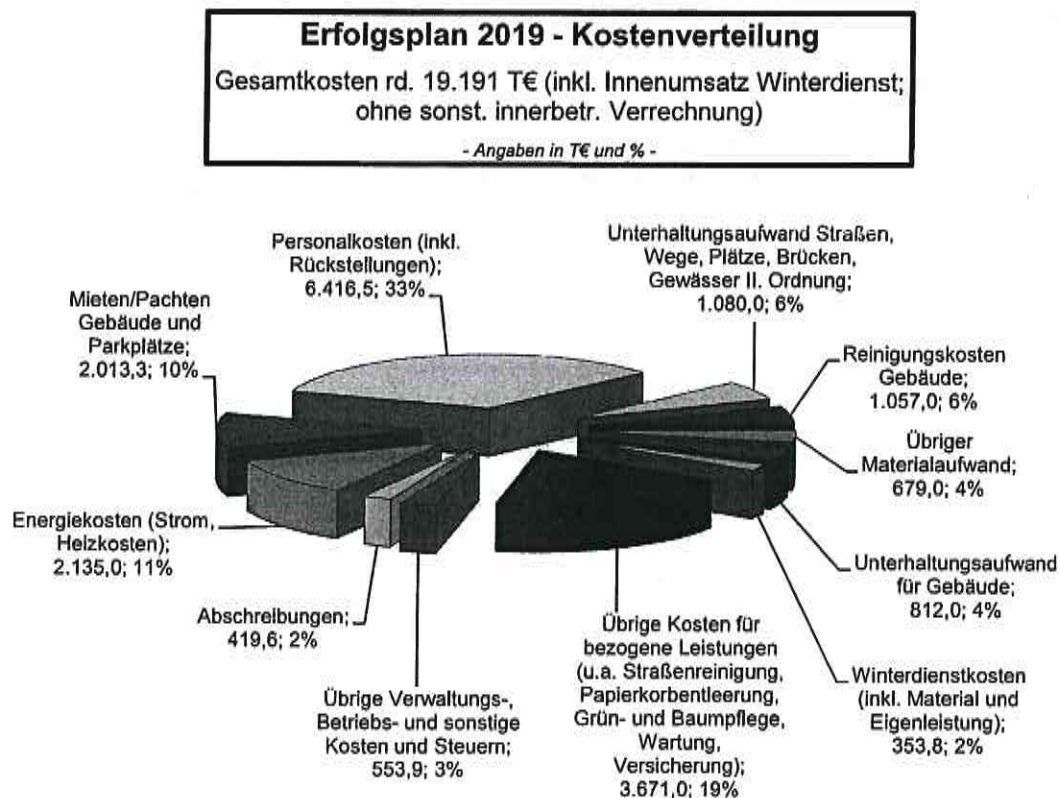 Erfolgsplan 2019 - Kostenverteilung
Gesamtkosten rd. 19.191 T€ (inkl. Innenumsatz Winterdienst;
ohne sonst. innerbetr. Verrechnung)
- Angaben in T€ und % -
Personalkosten (inkl.
Rückstellungen);
6.416,5; 33%
Unterhaltungsaufwand Straßen,
Wege, Plätze, Brücken,
Gewässer II. Ordnung;
1.080,0; 6%
Mieten/Pachten
Gebäude und
Parkplätze;
2.013,3; 10%
Reinigungskosten
Gebäude;
1.057,0; 6%
Übriger
Materialaufwand;
679,0; 4%
Energiekosten (Strom,
Heizkosten);
2.135,0; 11%
Unterhaltungsaufwand
für Gebäude;
812,0; 4%
Abschreibungen;
419,6; 2%
Übrige Kosten für
bezogene Leistungen
(u.a. Straßenreinigung,
Papierkorbentleerung,
Grün- und Baumpflege,
Wartung,
Versicherung);
3.671,0; 19%
Winterdienstkosten
(inkl. Material und
Eigenleistung);
353,8; 2%
Übrige Verwaltungs-,
Betriebs- und sonstige
Kosten und Steuern;
553,9; 3%